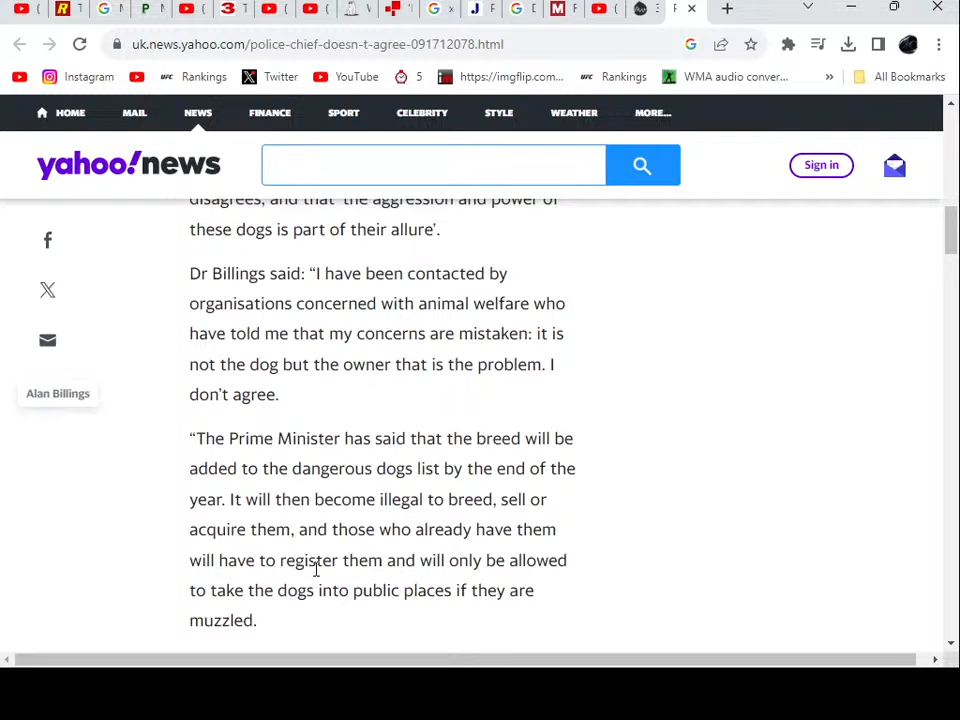 uk.news.yahoo.com/police-chief-doesn-t-agree-091712078.html
Instagram Rankings Twitter YouTube 5 https://imgflip.com... Rankings WMA audio conver... » All Bookmarks
HOME MAIL NEWS FINANCE SPORT CELEBRITY STYLE WEATHER MORE...
yahoo!news Sign in
disagrees, and that 'the aggression and power of
these dogs is part of their allure'.
Dr Billings said: “I have been contacted by
organisations concerned with animal welfare who
have told me that my concerns are mistaken: it is
not the dog but the owner that is the problem. I
don’t agree.
Alan Billings
“The Prime Minister has said that the breed will be
added to the dangerous dogs list by the end of the
year. It will then become illegal to breed, sell or
acquire them, and those who already have them
will have to register them and will only be allowed
to take the dogs into public places if they are
muzzled.